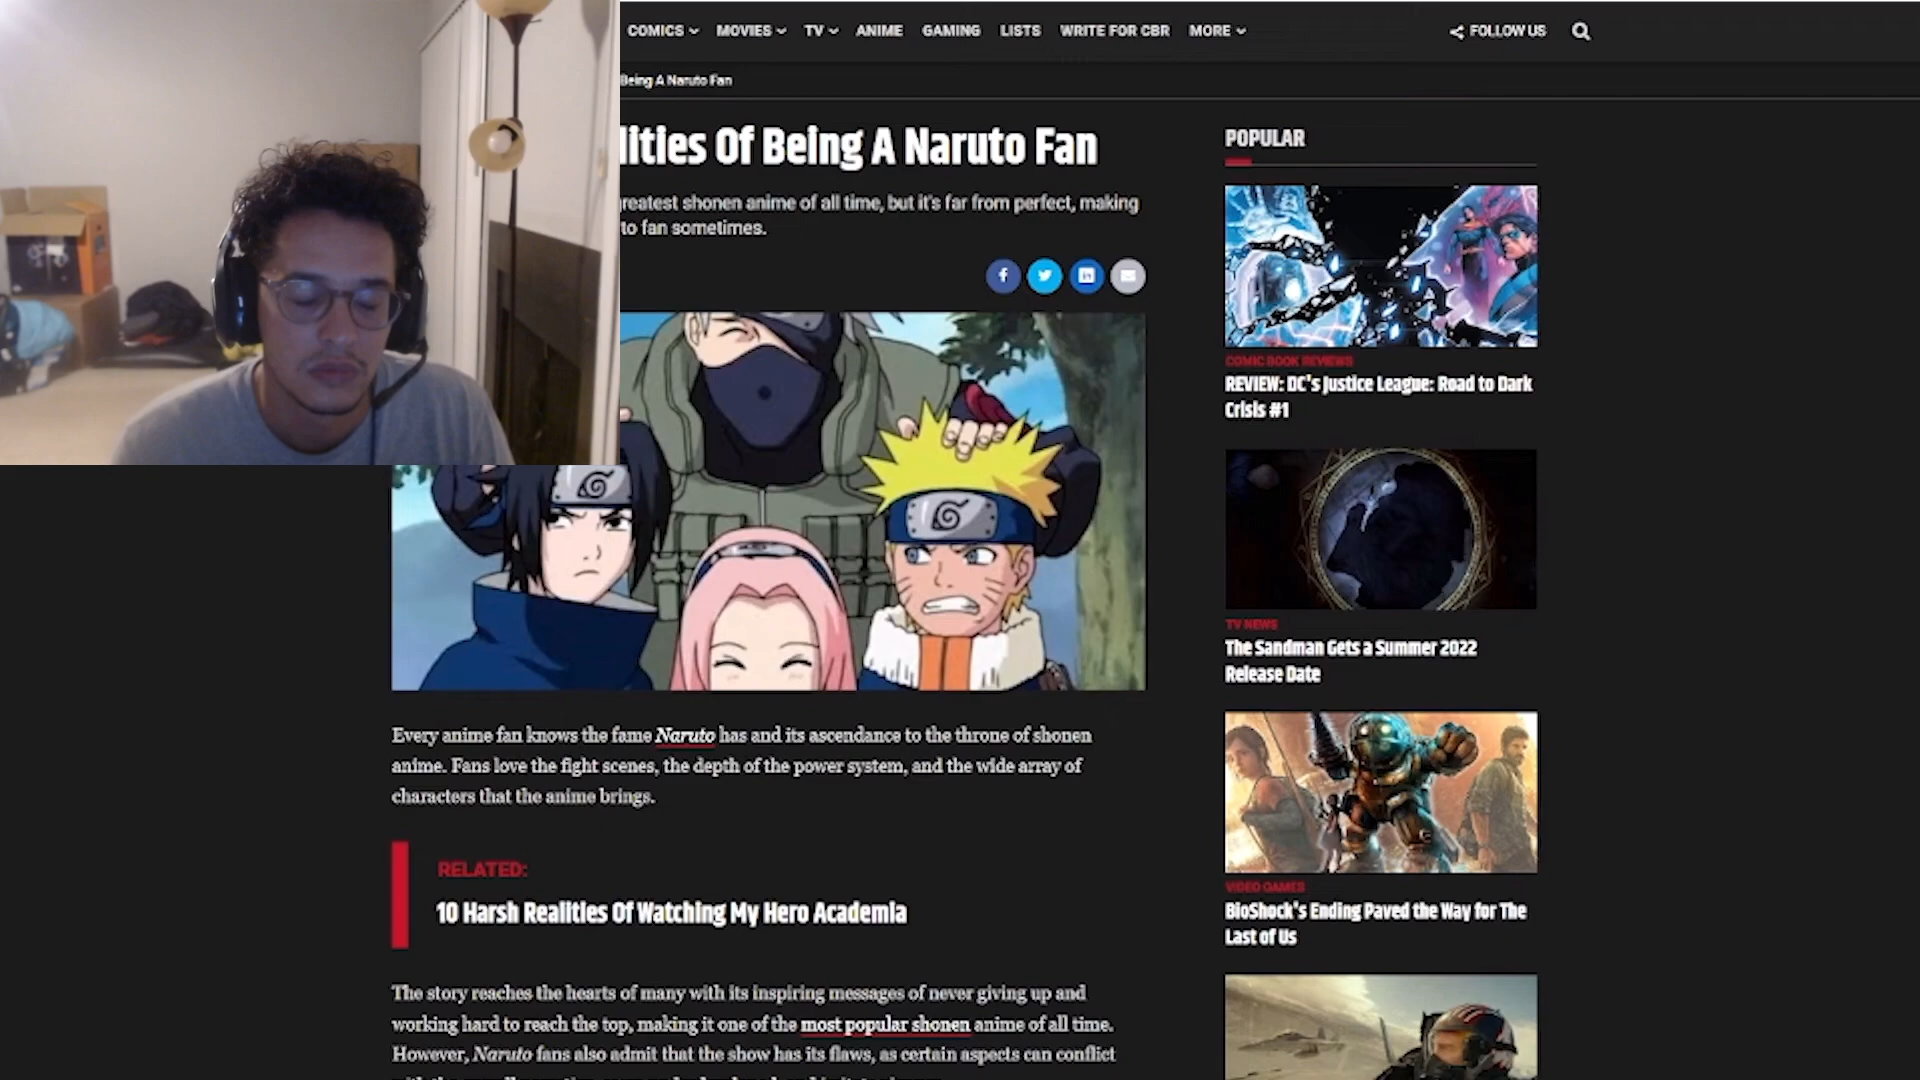 COMICS MOVIES TV ANIME GAMING LISTS WRITE FOR CBR MORE FOLLOW US
Being A Naruto Fan
lities Of Being A Naruto Fan
reatest shonen anime of all time, but it's far from perfect, making
to fan sometimes.
Every anime fan knows the fame Naruto has and its ascendance to the throne of shonen
anime. Fans love the fight scenes, the depth of the power system, and the wide array of
characters that the anime brings.
RELATED:
10 Harsh Realities Of Watching My Hero Academia
The story reaches the hearts of many with its inspiring messages of never giving up and
working hard to reach the top, making it one of the most popular shonen anime of all time.
However, Naruto fans also admit that the show has its flaws, as certain aspects can conflict
POPULAR
COMIC BOOK REVIEWS
REVIEW: DC's Justice League: Road to Dark
Crisis #1
TV NEWS
The Sandman Gets a Summer 2022
Release Date
VIDEO GAMES
BioShock's Ending Paved the Way for The
Last of Us